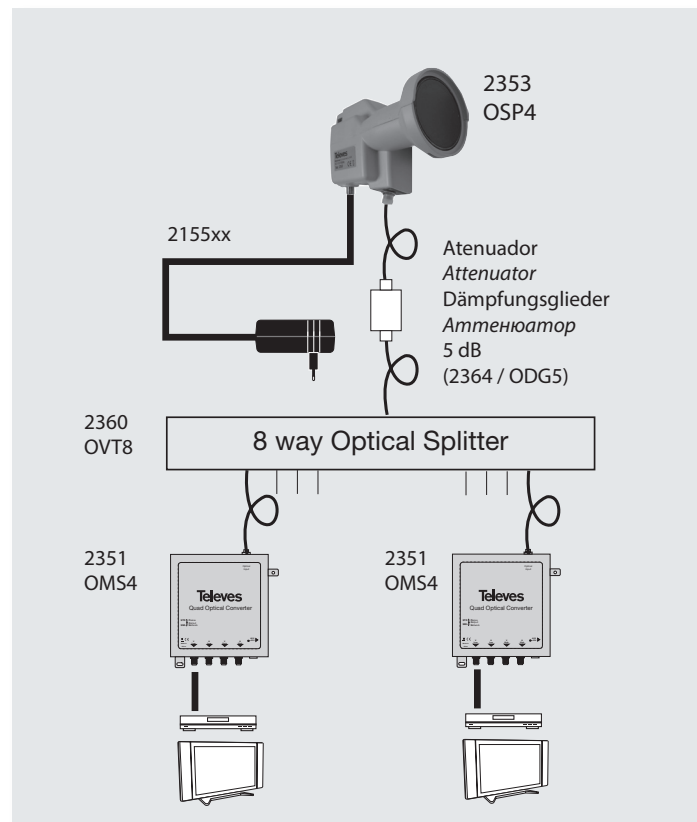 2353
OSP4
Televes
2155xx
Atenuador
Attenuator
Dämpfungsglieder
Аттенюатор
5 dB
(2364 / ODG5)
2360
OVT8
8 way Optical Splitter
2351
OMS4
Televes
Quad Optical Converter
2351
OMS4
Televes
Quad Optical Converter